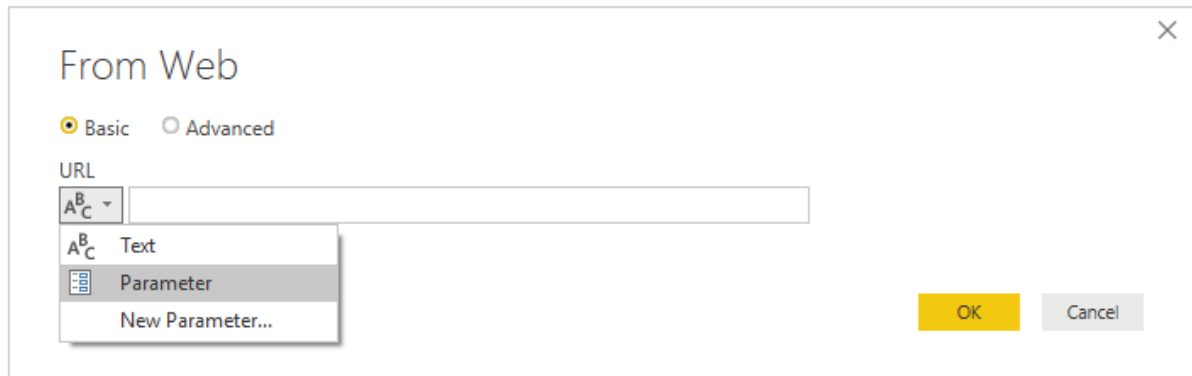 From Web
Basic Advanced
URL
ABC
ABC Text
Parameter
New Parameter...
OK Cancel